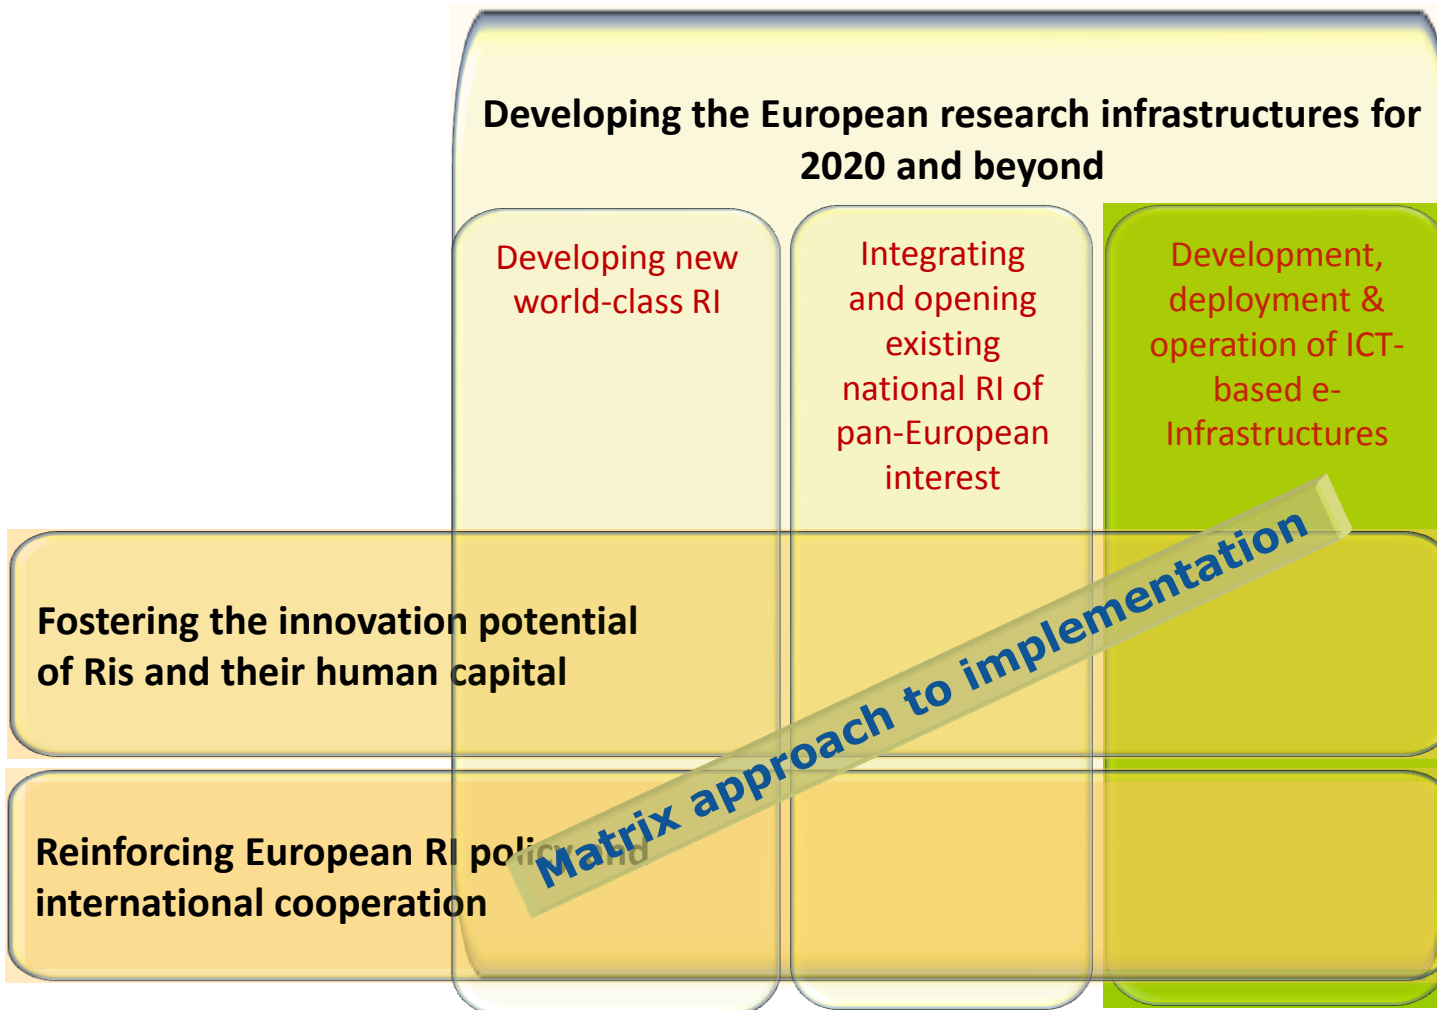 Developing the European research infrastructures for
2020 and beyond
Developing new
world-class RI
Integrating
and opening
existing
national RI of
pan-European
interest
Development,
deployment &
operation of ICT-
based e-
Infrastructures
Fostering the innovation potential
of Ris and their human capital
Reinforcing European RI policy and
international cooperation
Matrix approach to implementation